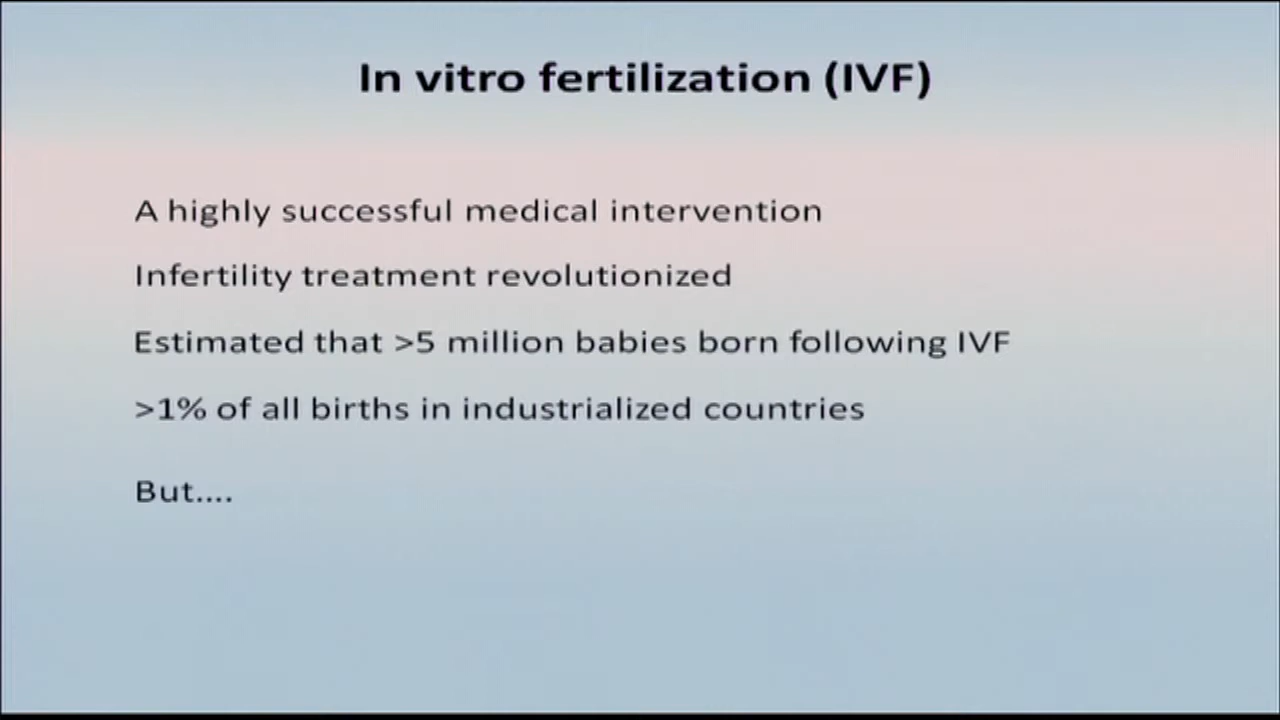 In vitro fertilization (IVF)
A highly successful medical intervention
Infertility treatment revolutionized
Estimated that >5 million babies born following IVF
>1% of all births in industrialized countries
But....